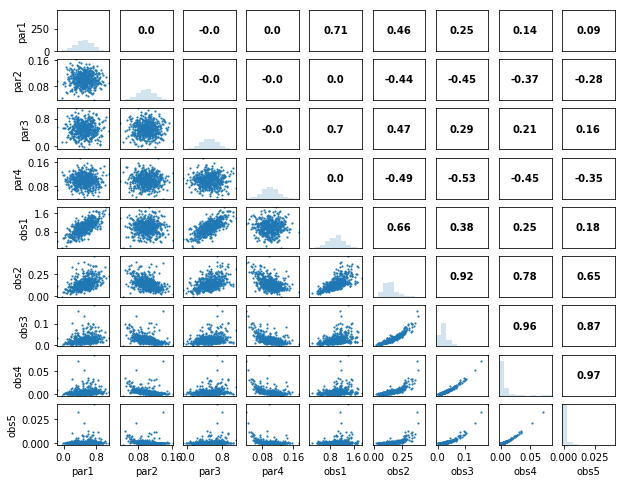 par1 250 0 0.0 -0.0 0.0 0.71 0.46 0.25 0.14 0.09
par2 0.16 0.08 -0.0 -0.0 0.0 -0.44 -0.45 -0.37 -0.28
par3 0.8 0.0 -0.0 0.7 0.47 0.29 0.21 0.16
par4 0.16 0.08 0.0 -0.49 -0.53 -0.45 -0.35
obs1 1.6 0.8 0.66 0.38 0.25 0.18
obs2 0.25 0.00 0.92 0.78 0.65
obs3 0.1 0.0 0.96 0.87
obs4 0.05 0.00 0.97
obs5 0.025 0.000
0.0 0.8 0.08 0.16 0.0 0.8 0.08 0.16 0.8 1.6 0.00 0.25 0.0 0.1 0.00 0.05 0.000 0.025
par1 par2 par3 par4 obs1 obs2 obs3 obs4 obs5